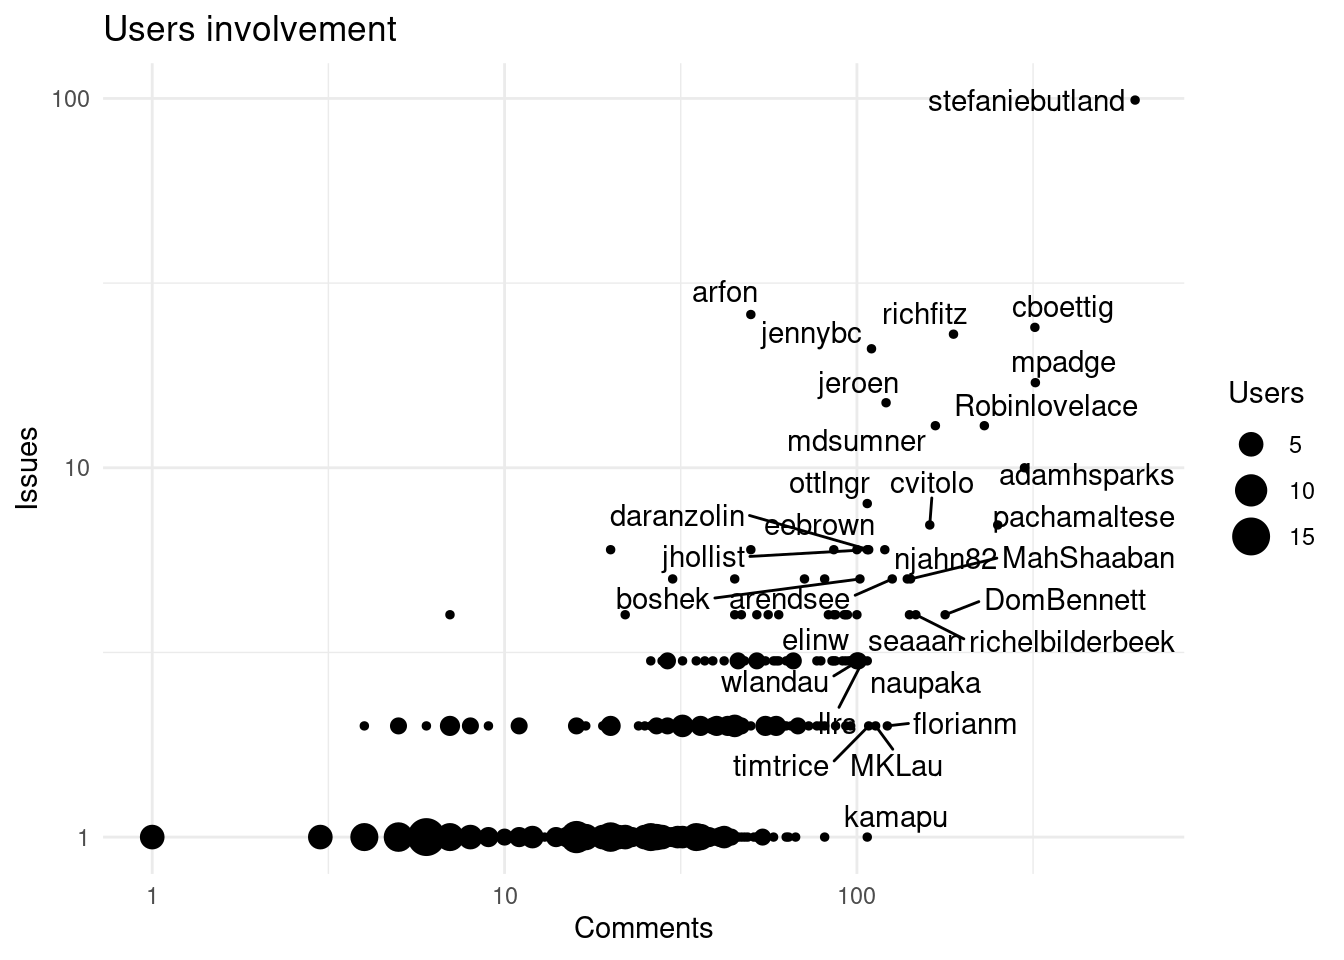 Users involvement
100
stefaniebutland
arfon
cboettig
richfitz
jennybc
mpadge
jeroen
Robinlovelace
Users
mdsumner
5
Issues
10
adamhsparks
ottlngr
cvitolo
10
daranzolin
eebrown
pachamaltese
15
jhollist
njahn82
MahShaaban
boshek
arendsee
DomBennett
elinw
seaaan
richelbilderbeek
wlandau
naupaka
llrs
florianm
timtrice
MKLau
kamapu
1
1
10
100
Comments